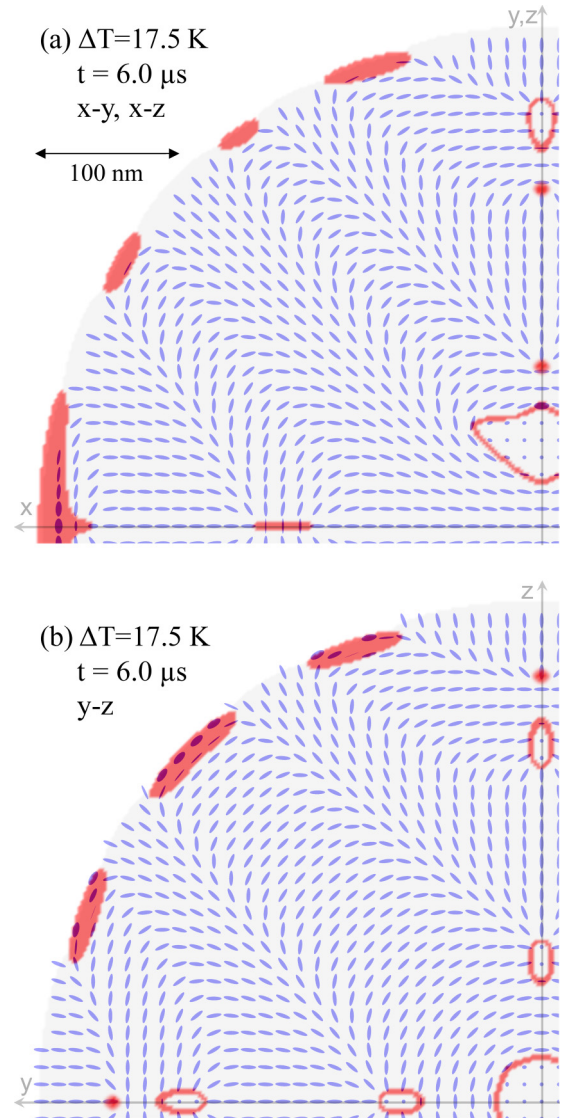 (a) ΔT=17.5 K
t = 6.0 µs
x-y, x-z
100 nm
y,z
x
(b) ΔT=17.5 K
t = 6.0 µs
y-z
z
y